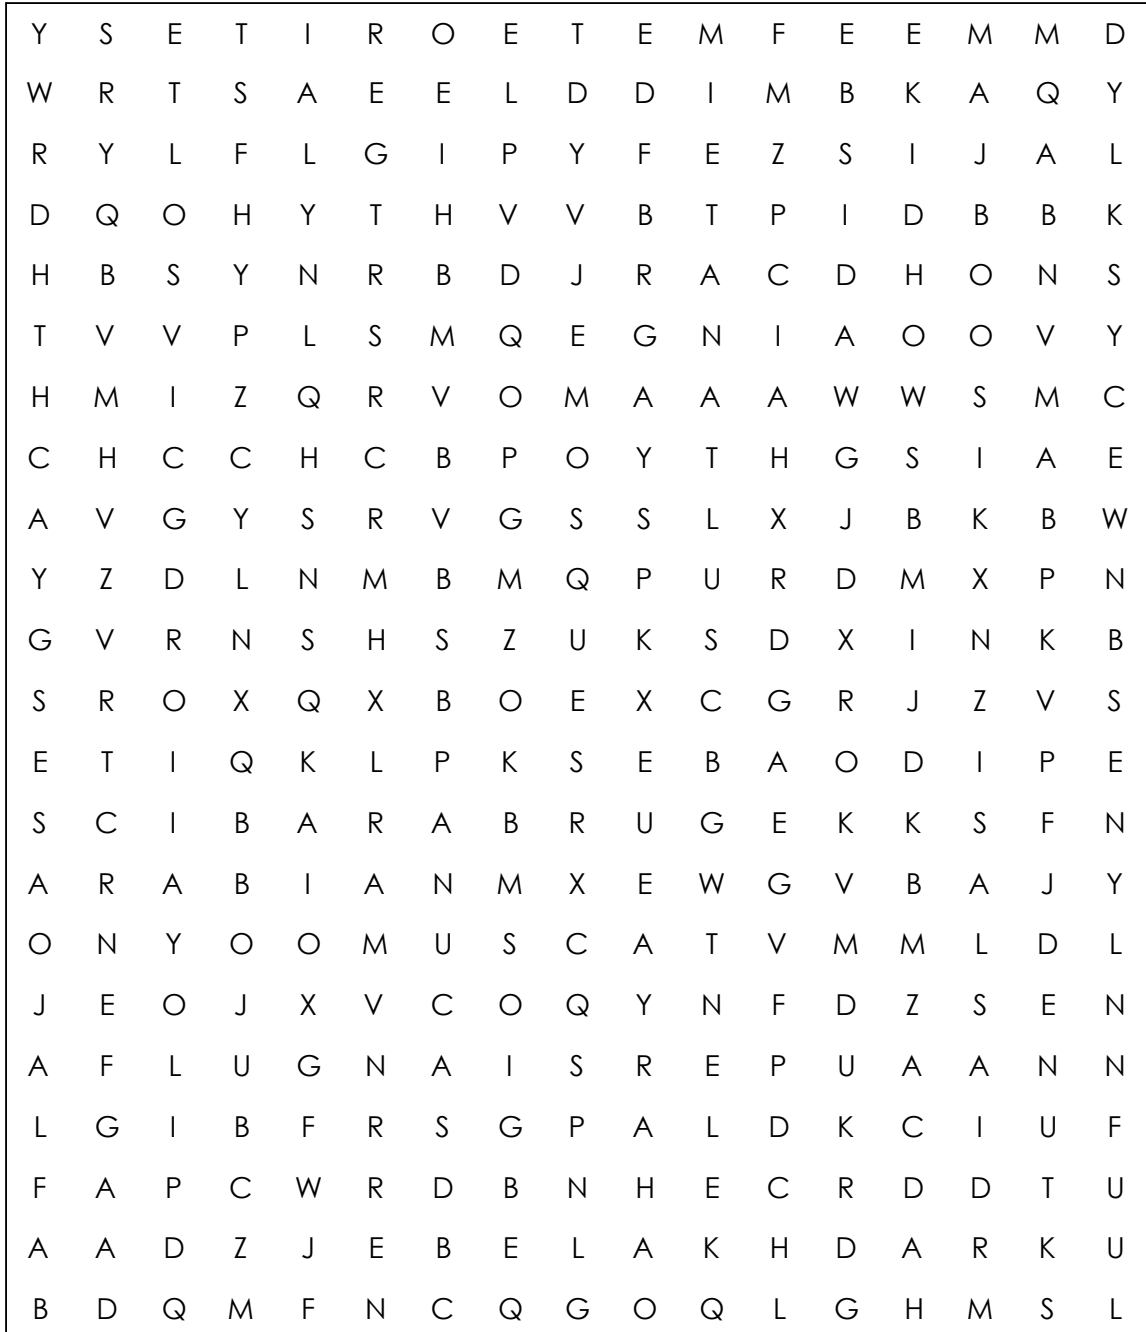 Y S E T I R O E T E M F E E M M D
W R T S A E E L D D I M B K A Q Y
R Y L F L G I P Y F E Z S I J A L
D Q O H Y T H V V B T P I D B B K
H B S Y N R B D J R A C D H O N S
T V V P L S M Q E G N I A O O V Y
H M I Z Q R V O M A A A W W S M C
C H C C H C B P O Y T H G S I A E
A V G Y S R V G S S L X J B K B W
Y Z D L N M B M Q P U R D M X P N
G V R N S H S Z U K S D X I N K B
S R O X Q X B O E X C G R J Z V S
E T I Q K L P K S E B A O D I P E
S C I B A R A B R U G E K K S F N
A R A B I A N M X E W G V B A J Y
O N Y O O M U S C A T V M M L D L
J E O J X V C O Q Y N F D Z S E N
A F L U G N A I S R E P U A A N N
L G I B F R S G P A L D K C I U F
F A P C W R D B N H E C R D D T U
A A D Z J E B E L A K H D A R K U
B D Q M F N C Q G O Q L G H M S L